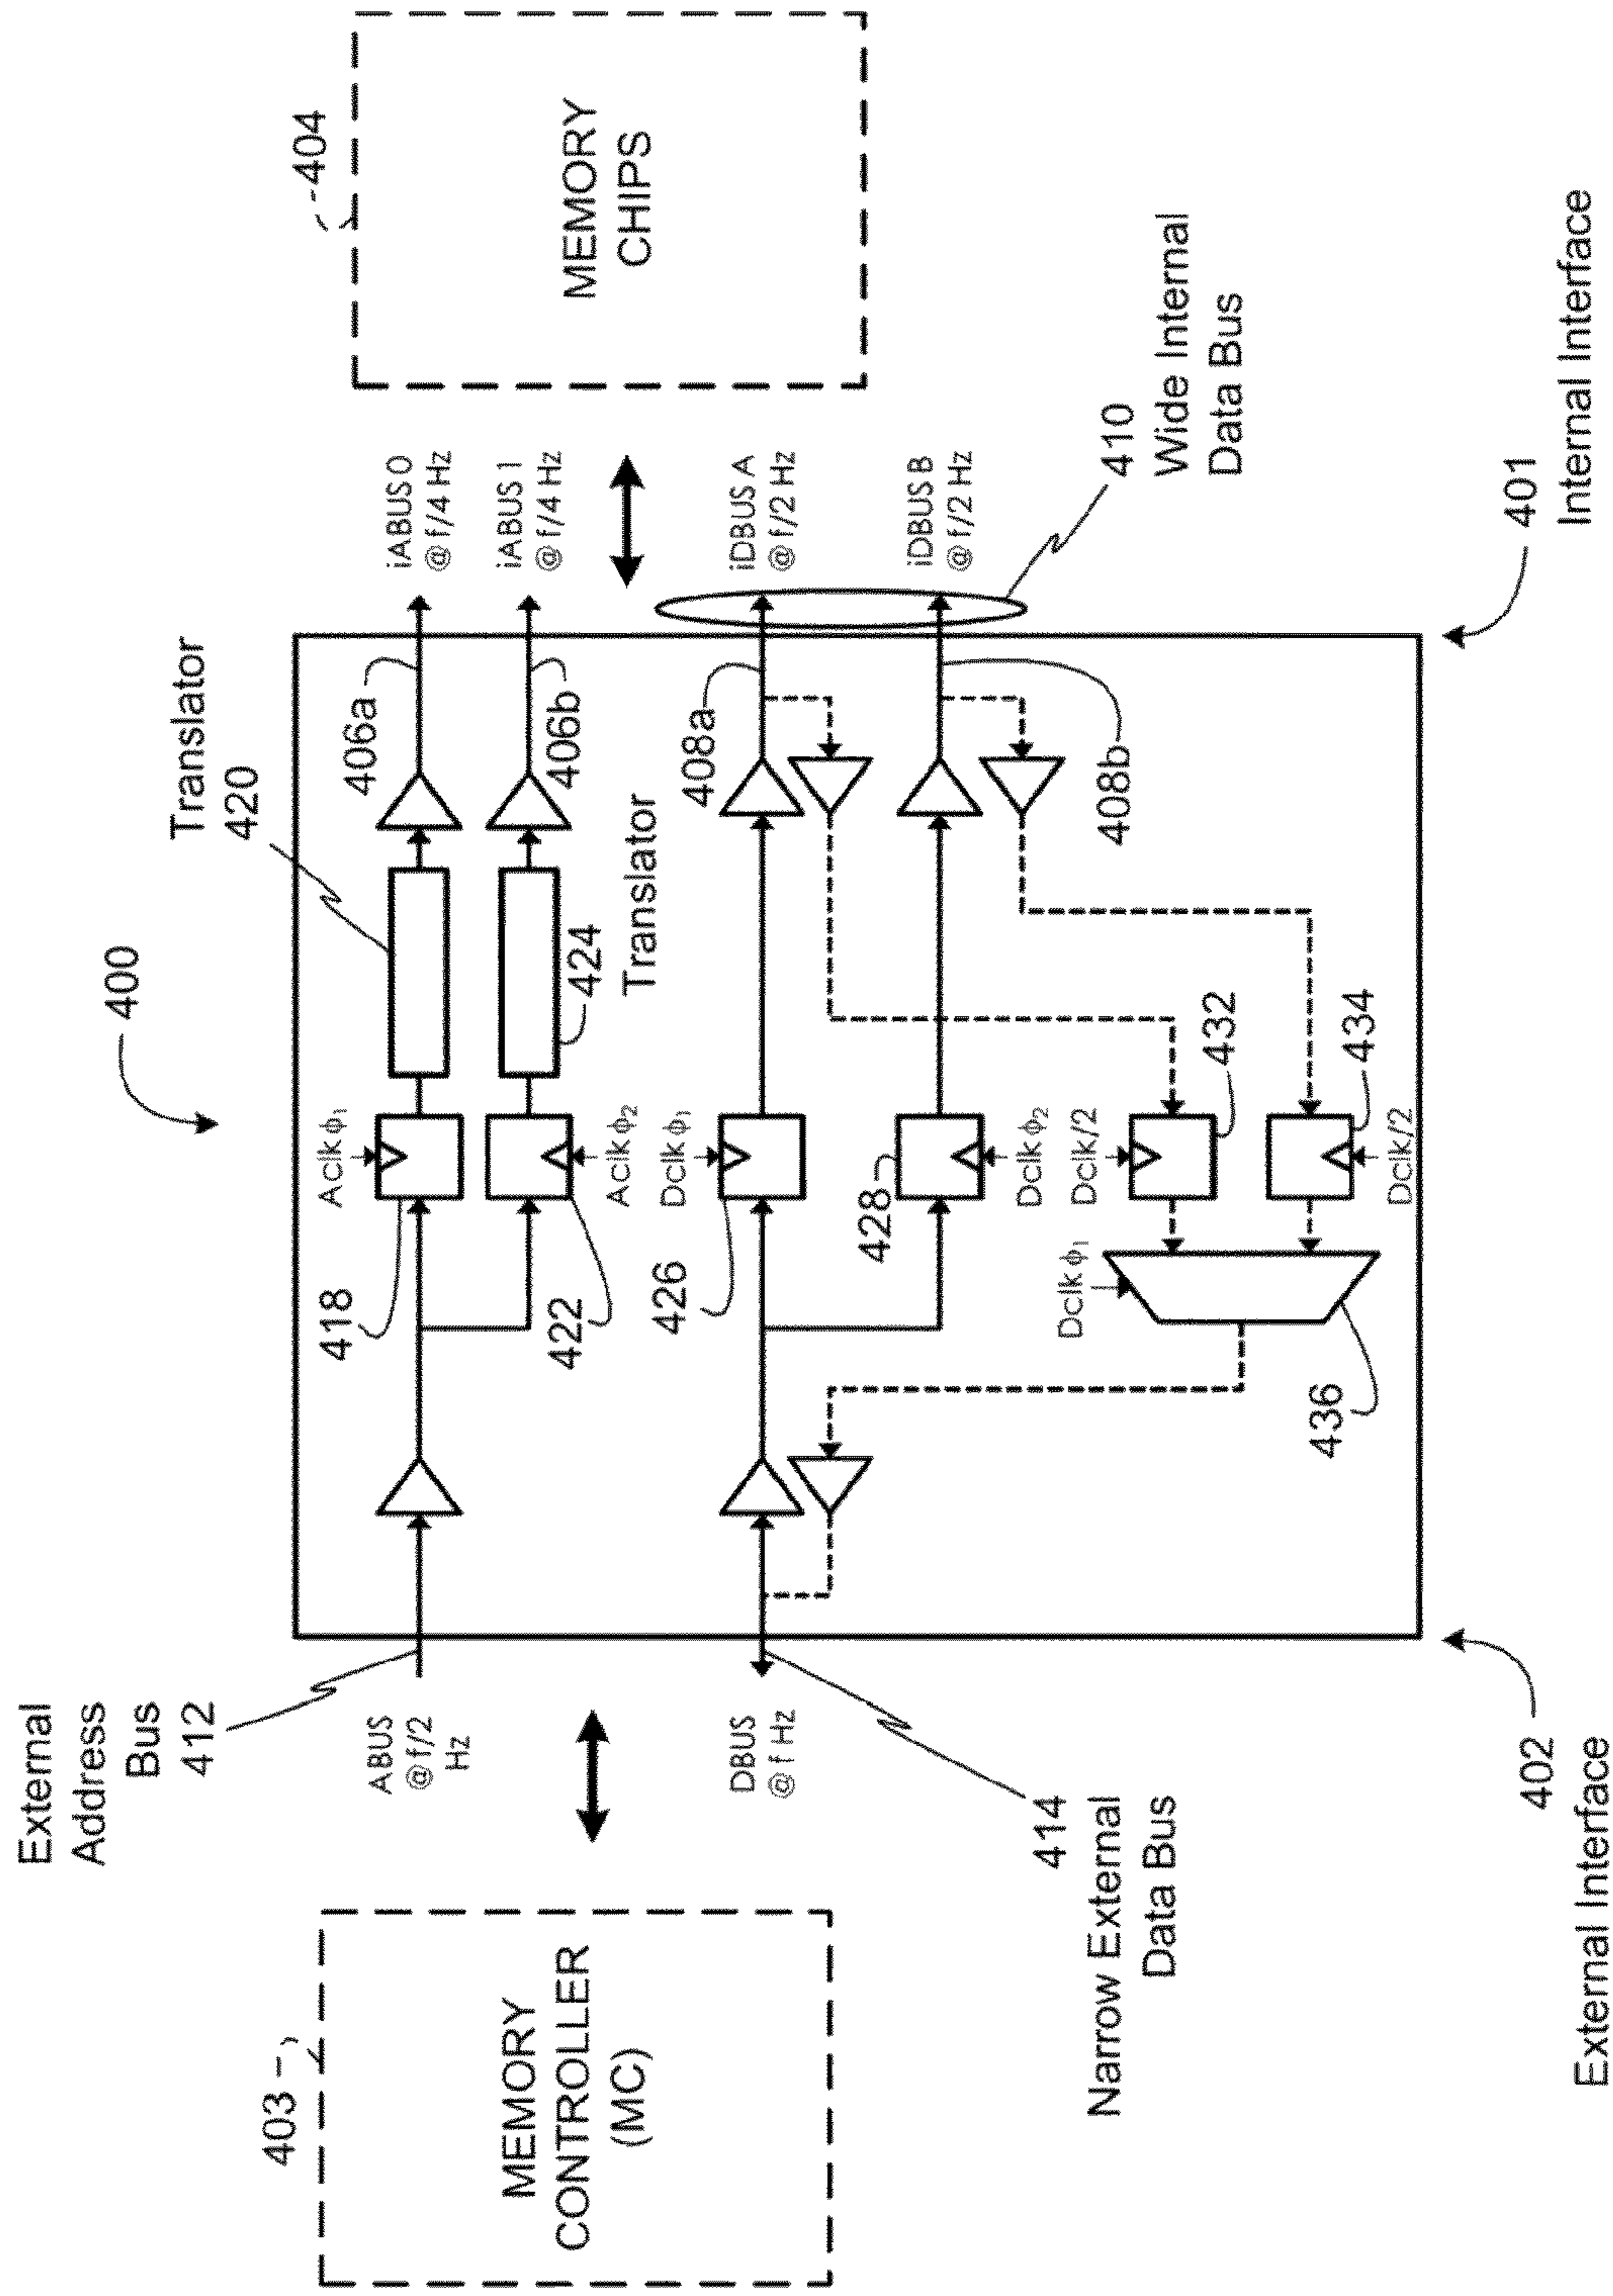 400
External
Address
Bus
412
ABUS
@ f/2
Hz
403
MEMORY
CONTROLLER
(MC)
DBUS
@ f Hz
414
Narrow External
Data Bus
402
External Interface
418
422
Aclk ϕ1
Aclk ϕ2
Translator
420
424
Translator
406a
406b
iABUS 0
@ f/4 Hz
iABUS 1
@ f/4 Hz
404
MEMORY
CHIPS
426
Dclk ϕ1
428
Dclk ϕ2
408a
408b
iDBUS A
@ f/2 Hz
iDBUS B
@ f/2 Hz
410
Wide Internal
Data Bus
Dclk/2
432
434
Dclk/2
Dclk ϕ1
436
401
Internal Interface